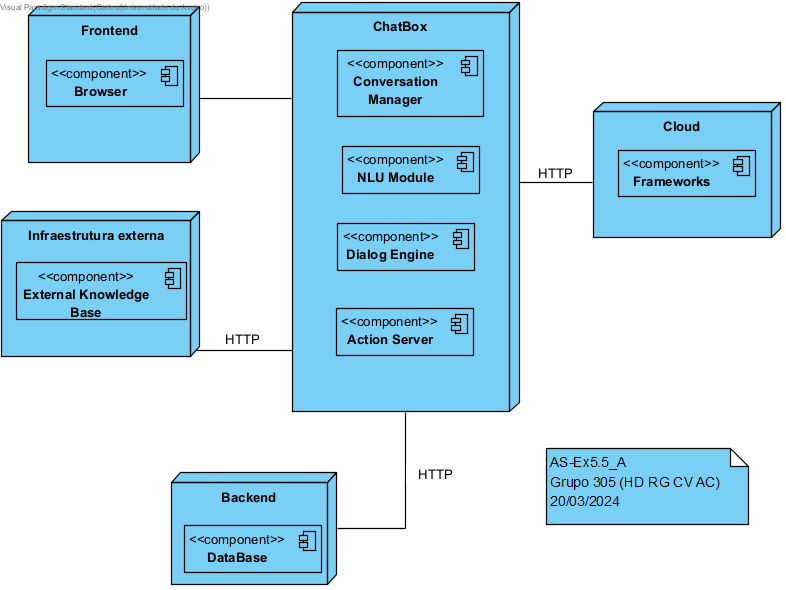 Visual Paradigm Standard
Frontend
<<component>>
Browser
ChatBox
<<component>>
Conversation
Manager
<<component>>
NLU Module
<<component>>
Dialog Engine
<<component>>
Action Server
HTTP
Cloud
<<component>>
Frameworks
Infraestrutura externa
<<component>>
External Knowledge
Base
HTTP
HTTP
Backend
<<component>>
DataBase
AS-Ex5.5_A
Grupo 305 (HD RG CV AC)
20/03/2024